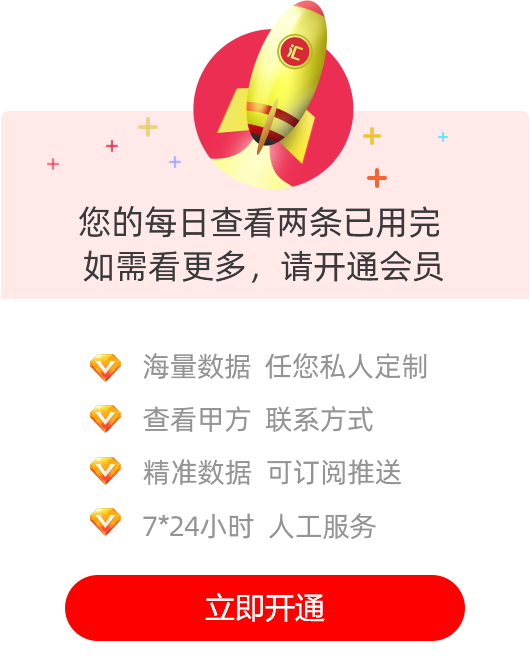 汇
您的每日查看两条已用完
如需看更多，请开通会员
海量数据 任您私人定制
查看甲方 联系方式
精准数据 可订阅推送
7*24小时 人工服务
立即开通